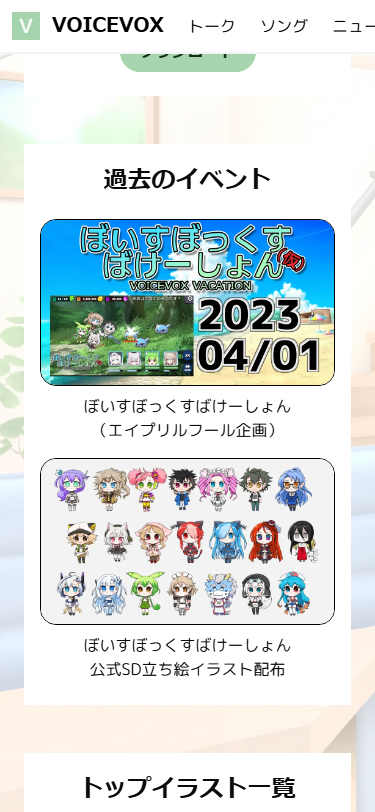 V VOICEVOX トーク ソング ニュー
過去のイベント
ぼいすぼっくす
ばけーしょん(仮)
VOICEVOX VACATION
2023
04/01
ぼいすぼっくすばけーしょん
（エイプリルフール企画）
ぼいすぼっくすばけーしょん
公式SD立ち絵イラスト配布
トップイラスト一覧